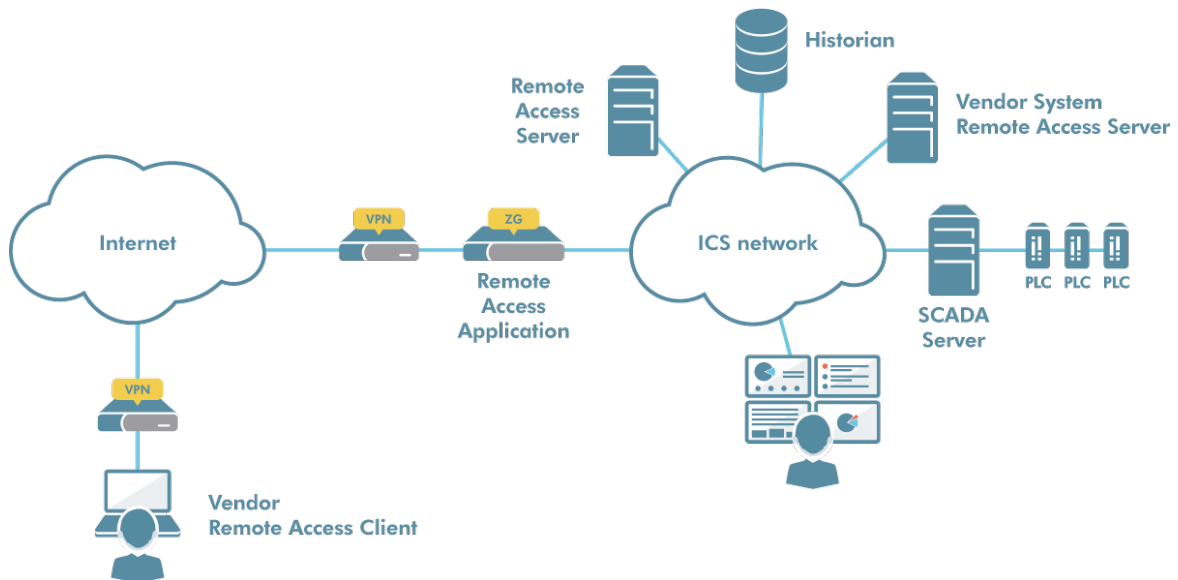 Historian
Remote
Access
Server
Vendor System
Remote Access Server
Internet
VPN
ZG
Remote
Access
Application
ICS network
SCADA
Server
PLC
PLC
PLC
VPN
Vendor
Remote Access Client